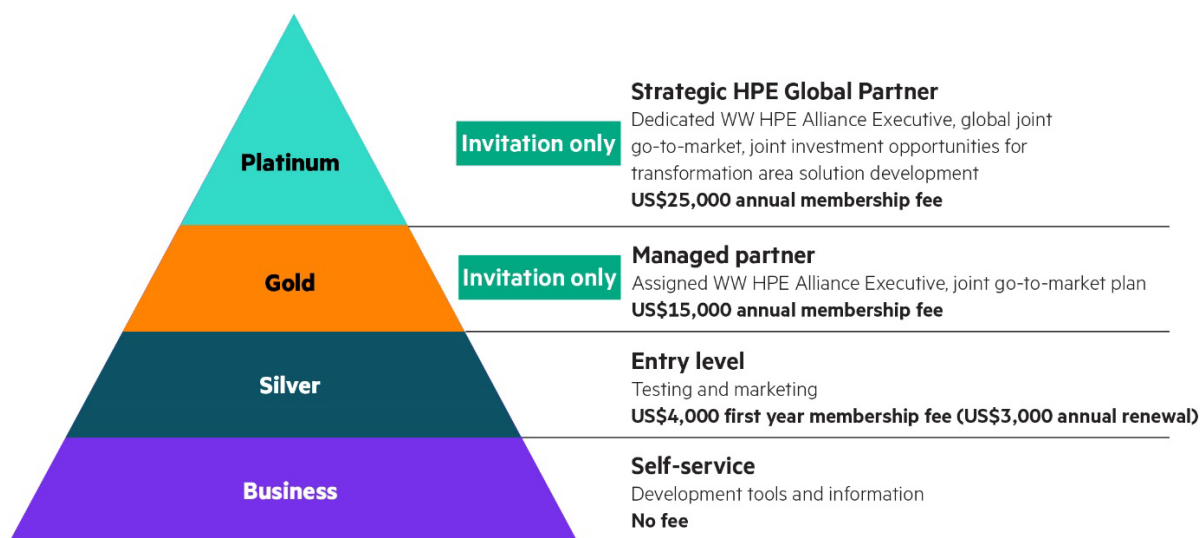 Platinum
Invitation only
Strategic HPE Global Partner
Dedicated WW HPE Alliance Executive, global joint
go-to-market, joint investment opportunities for
transformation area solution development
US$25,000 annual membership fee
Gold
Invitation only
Managed partner
Assigned WW HPE Alliance Executive, joint go-to-market plan
US$15,000 annual membership fee
Silver
Entry level
Testing and marketing
US$4,000 first year membership fee (US$3,000 annual renewal)
Business
Self-service
Development tools and information
No fee